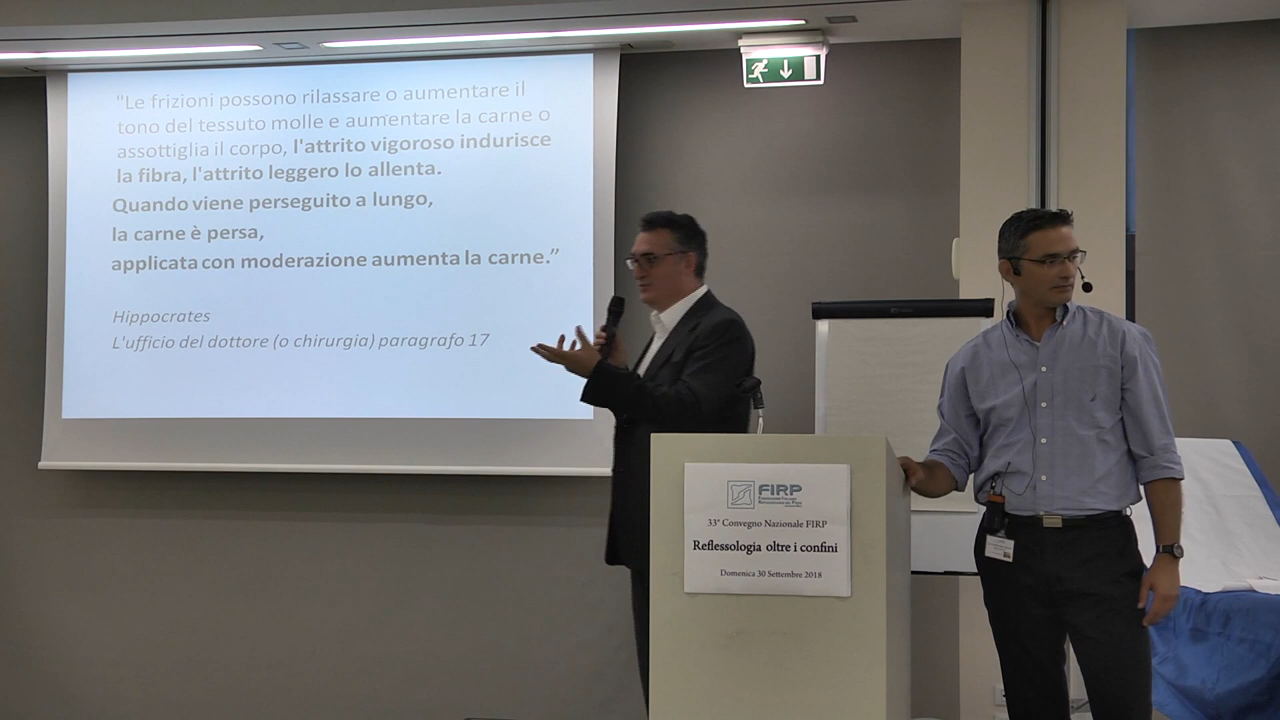 "Le frizioni possono rilassare o aumentare il
tono del tessuto molle e aumentare la carne o
assottiglia il corpo, l'attrito vigoroso indurisce
la fibra, l'attrito leggero lo allenta.
Quando viene perseguito a lungo,
la carne è persa,
applicata con moderazione aumenta la carne.”
Hippocrates
L'ufficio del dottore (o chirurgia) paragrafo 17
FIRP
33° Convegno Nazionale FIRP
Reflessologia oltre i confini
Domenica 30 Settembre 2018